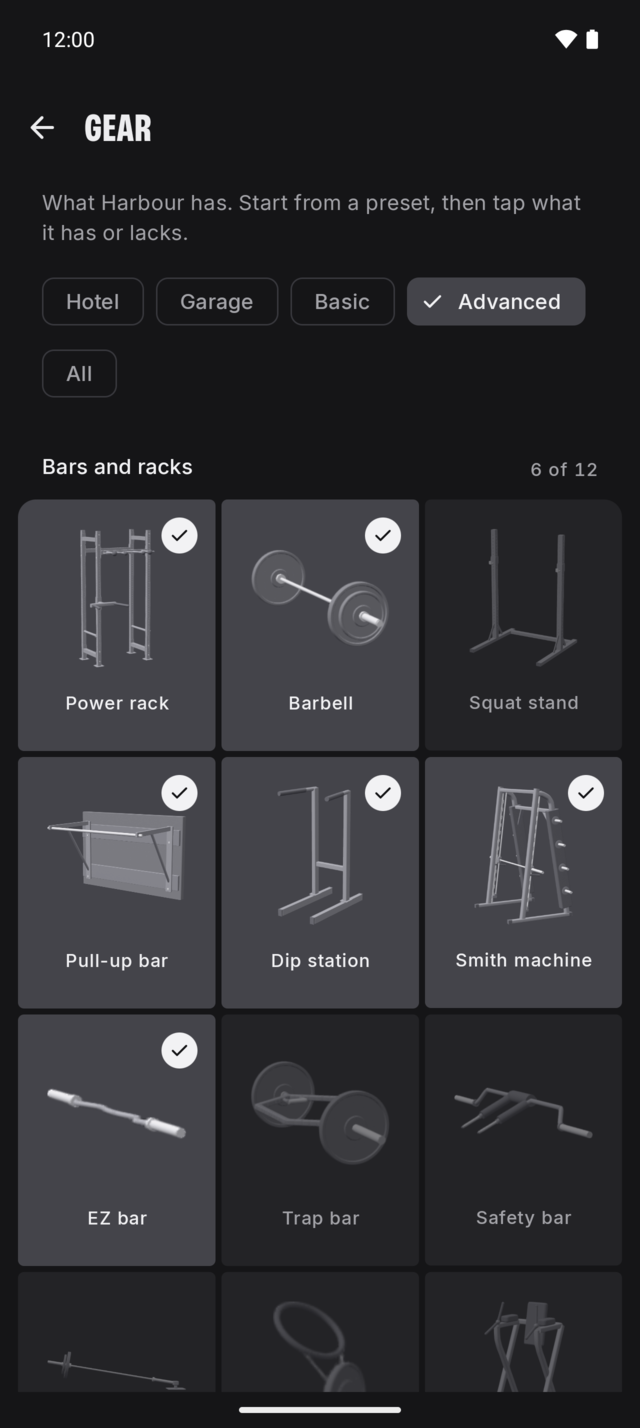 12:00
GEAR
What Harbour has. Start from a preset, then tap what
it has or lacks.
Hotel
Garage
Basic
Advanced
All
Bars and racks
6 of 12
Power rack
Barbell
Squat stand
Pull-up bar
Dip station
Smith machine
EZ bar
Trap bar
Safety bar